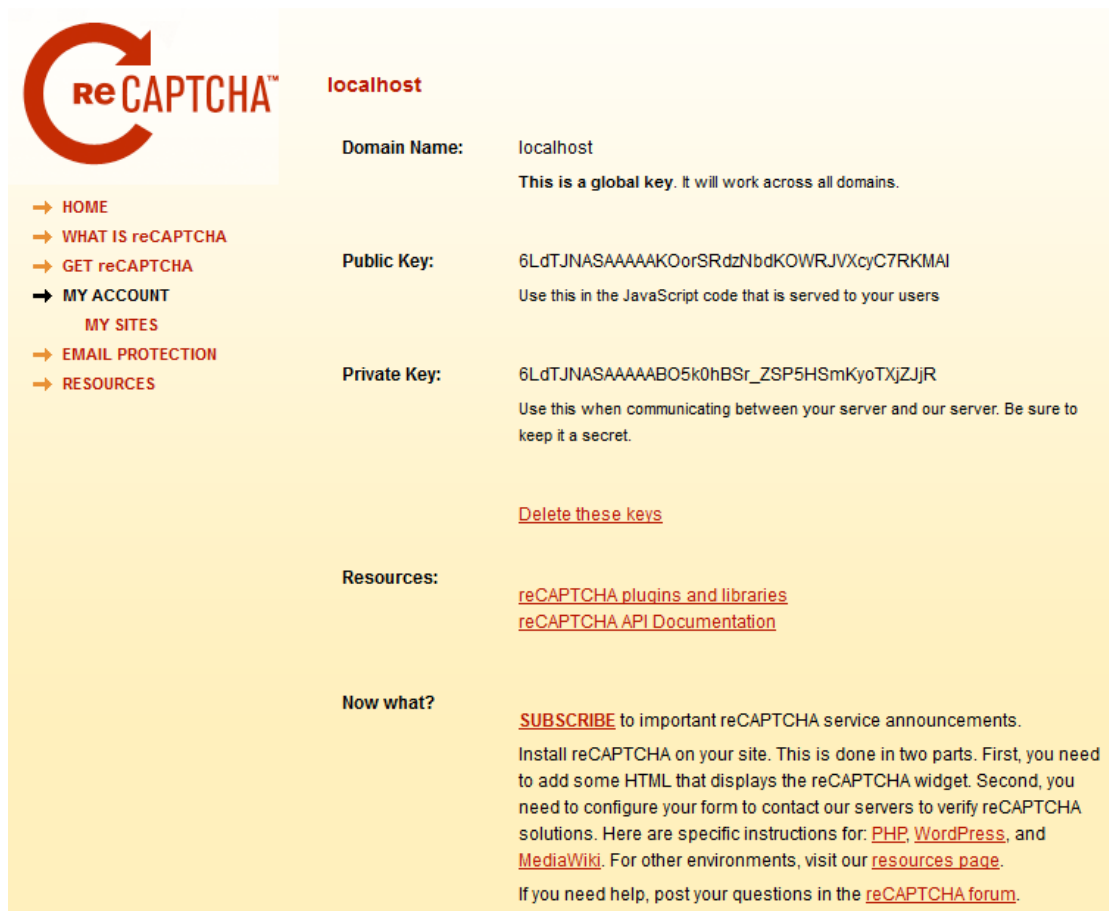 reCAPTCHA™
HOME
WHAT IS reCAPTCHA
GET reCAPTCHA
MY ACCOUNT
MY SITES
EMAIL PROTECTION
RESOURCES
localhost
Domain Name: localhost
This is a global key. It will work across all domains.
Public Key: 6LdTJNASAAAAAKOorSRdzNbdKOWRJVXcyC7RKMAI
Use this in the JavaScript code that is served to your users
Private Key: 6LdTJNASAAAAABO5k0hBSr_ZSP5HSmKyoTXjZJjR
Use this when communicating between your server and our server. Be sure to
keep it a secret.
Delete these keys
Resources:
reCAPTCHA plugins and libraries
reCAPTCHA API Documentation
Now what?
SUBSCRIBE to important reCAPTCHA service announcements.
Install reCAPTCHA on your site. This is done in two parts. First, you need
to add some HTML that displays the reCAPTCHA widget. Second, you
need to configure your form to contact our servers to verify reCAPTCHA
solutions. Here are specific instructions for: PHP, WordPress, and
MediaWiki. For other environments, visit our resources page.
If you need help, post your questions in the reCAPTCHA forum.